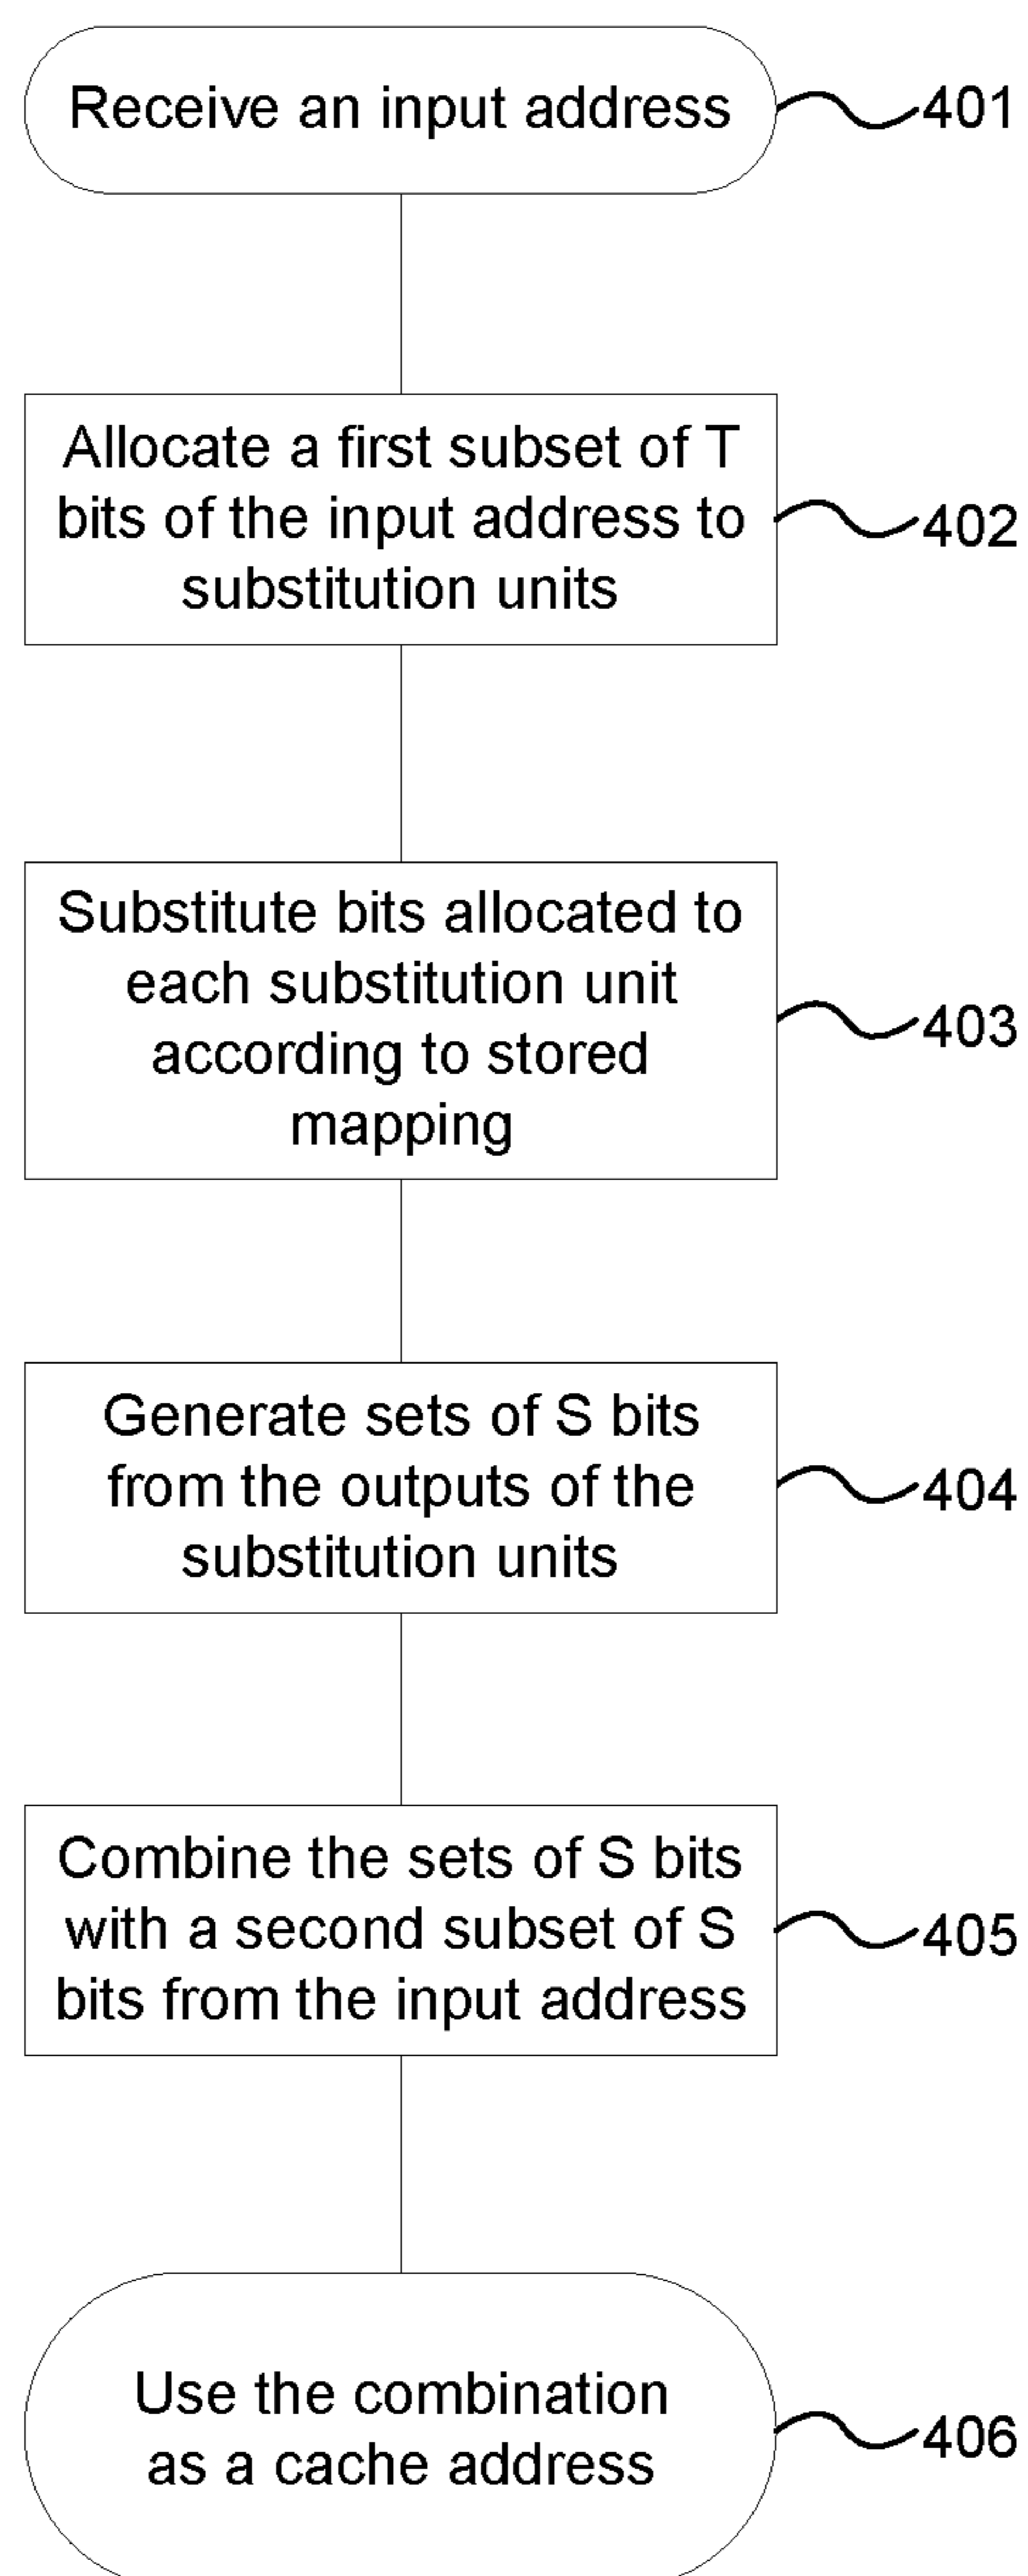 Receive an input address
401
Allocate a first subset of T
bits of the input address to
substitution units
402
Substitute bits allocated to
each substitution unit
according to stored
mapping
403
Generate sets of S bits
from the outputs of the
substitution units
404
Combine the sets of S bits
with a second subset of S
bits from the input address
405
Use the combination
as a cache address
406